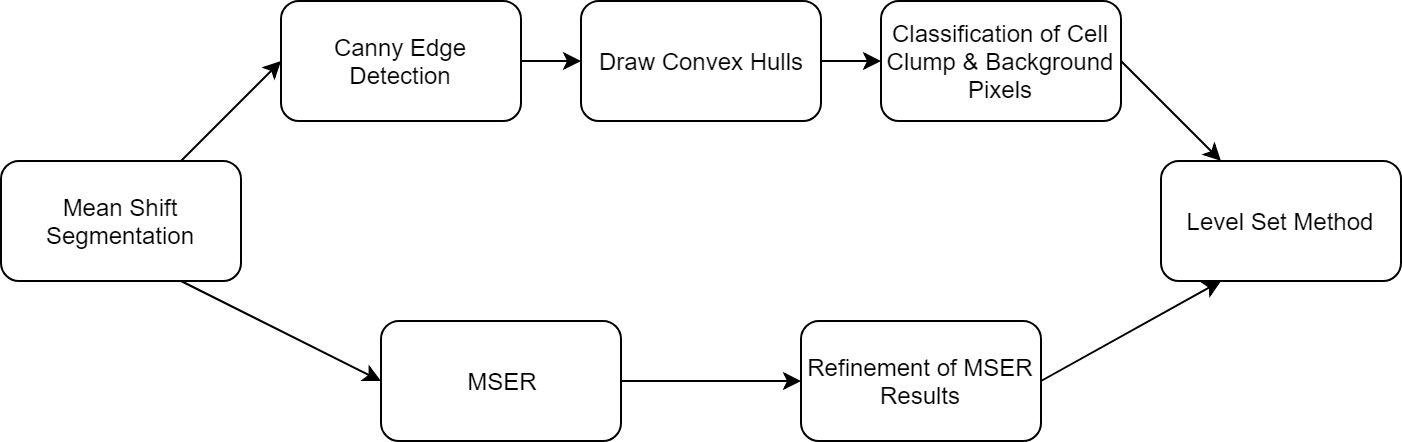 Canny Edge
Detection
Draw Convex Hulls
Classification of Cell
Clump & Background
Pixels
Mean Shift
Segmentation
Level Set Method
MSER
Refinement of MSER
Results